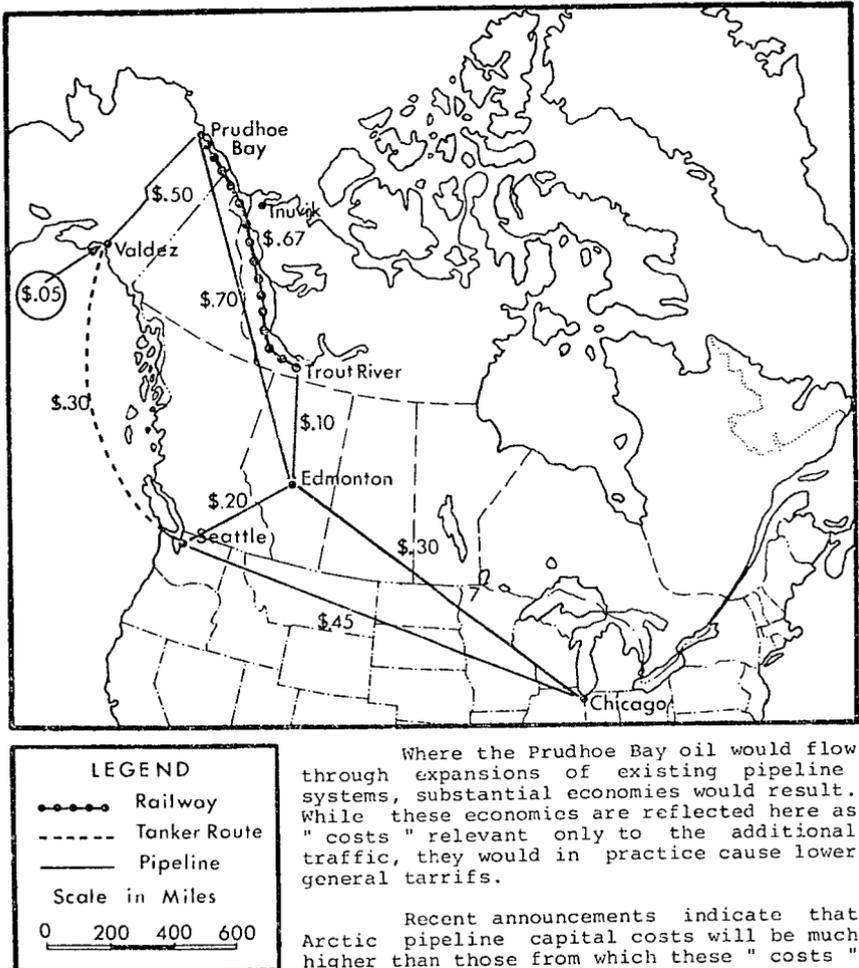 Prudhoe
Bay
$.50
Inuvik
$.67
Valdez
$.05
$.70
Trout River
$.30
$.10
Edmonton
$.20
Seattle
$.30
$.45
Chicago
LEGEND
Railway
Tanker Route
Pipeline
Scale in Miles
0 200 400 600
Where the Prudhoe Bay oil would flow
through expansions of existing pipeline
systems, substantial economies would result.
While these economics are reflected here as
" costs " relevant only to the additional
traffic, they would in practice cause lower
general tarrifs.
Recent announcements indicate that
Arctic pipeline capital costs will be much
higher than those from which these " costs "